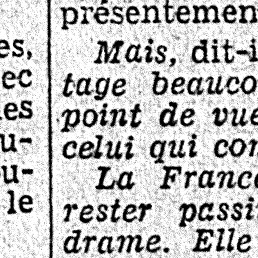 es,
ec
es
u-
u-
le
présentemen
Mais, dit-i
tage beauco
point de vue
celui qui con
La France
rester passi
drame. Elle